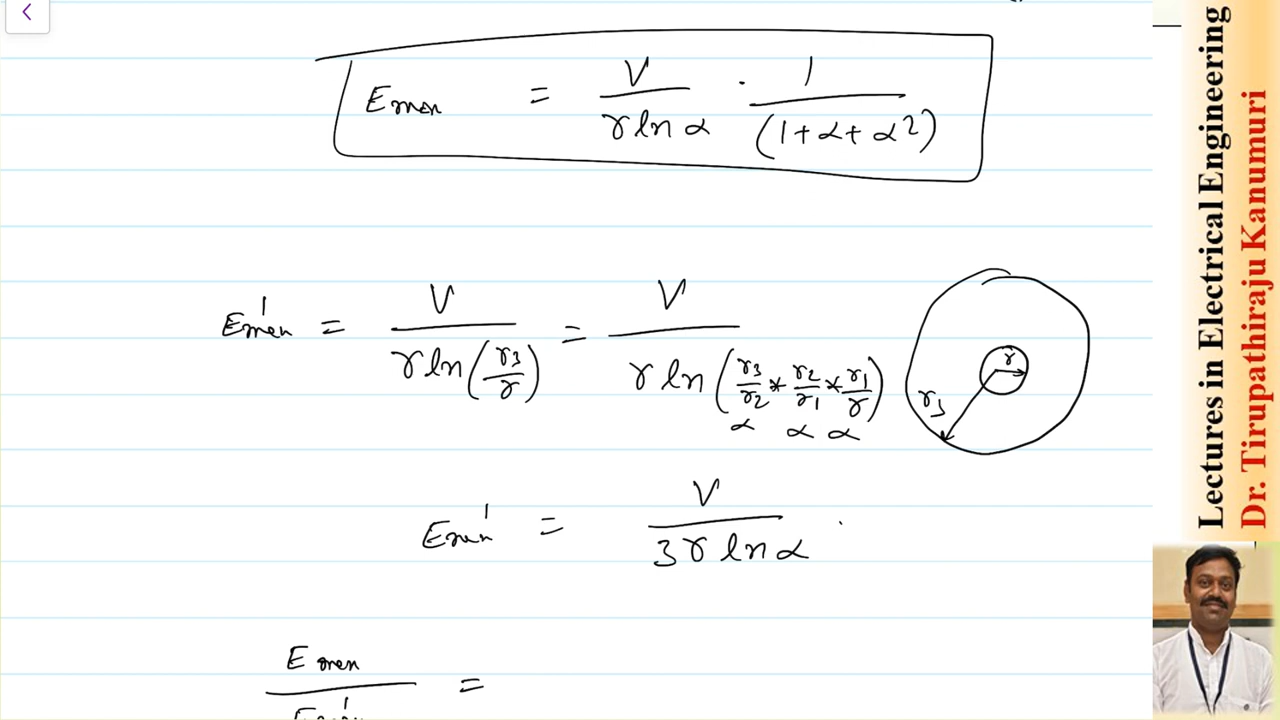 Emax = V / (r ln α) · 1 / (1+α+α²)
E'max = V / (r ln(r3/r)) = V / (r ln(r3/r2 * r2/r1 * r1/r))
α α α
r
r3
E'max = V / (3r ln α)
Emax / E'max =
Lectures in Electrical Engineering
Dr. Tirupathiraju Kanumuri